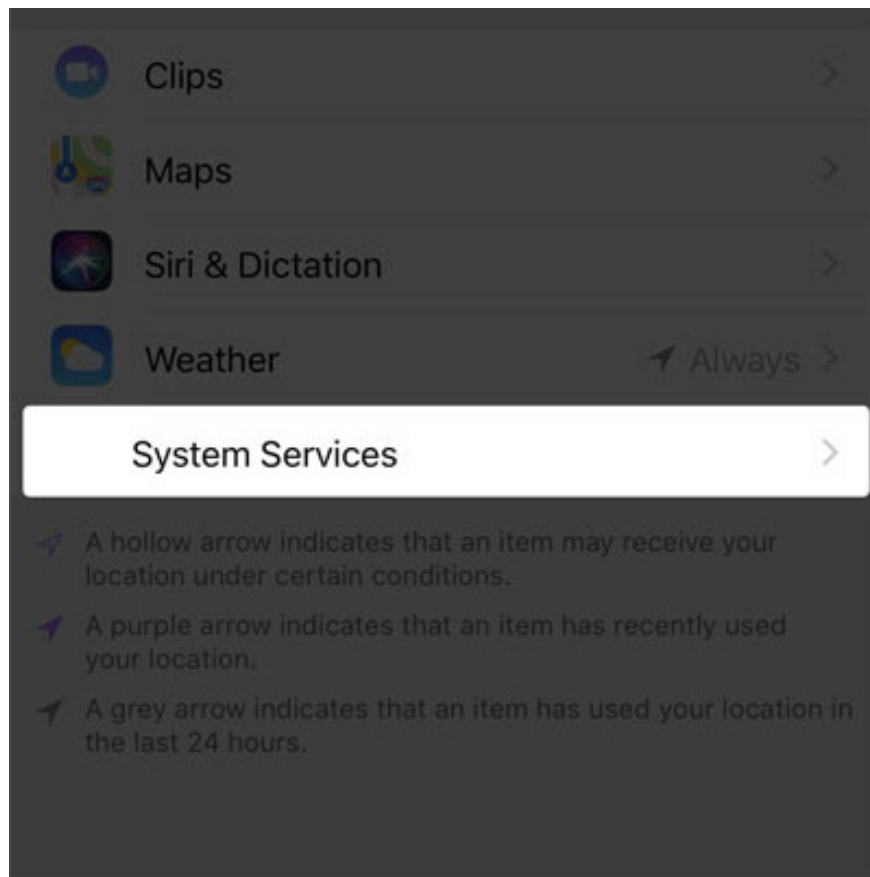 Clips
Maps
Siri & Dictation
Weather Always
System Services
A hollow arrow indicates that an item may receive your
location under certain conditions.
A purple arrow indicates that an item has recently used
your location.
A grey arrow indicates that an item has used your location in
the last 24 hours.